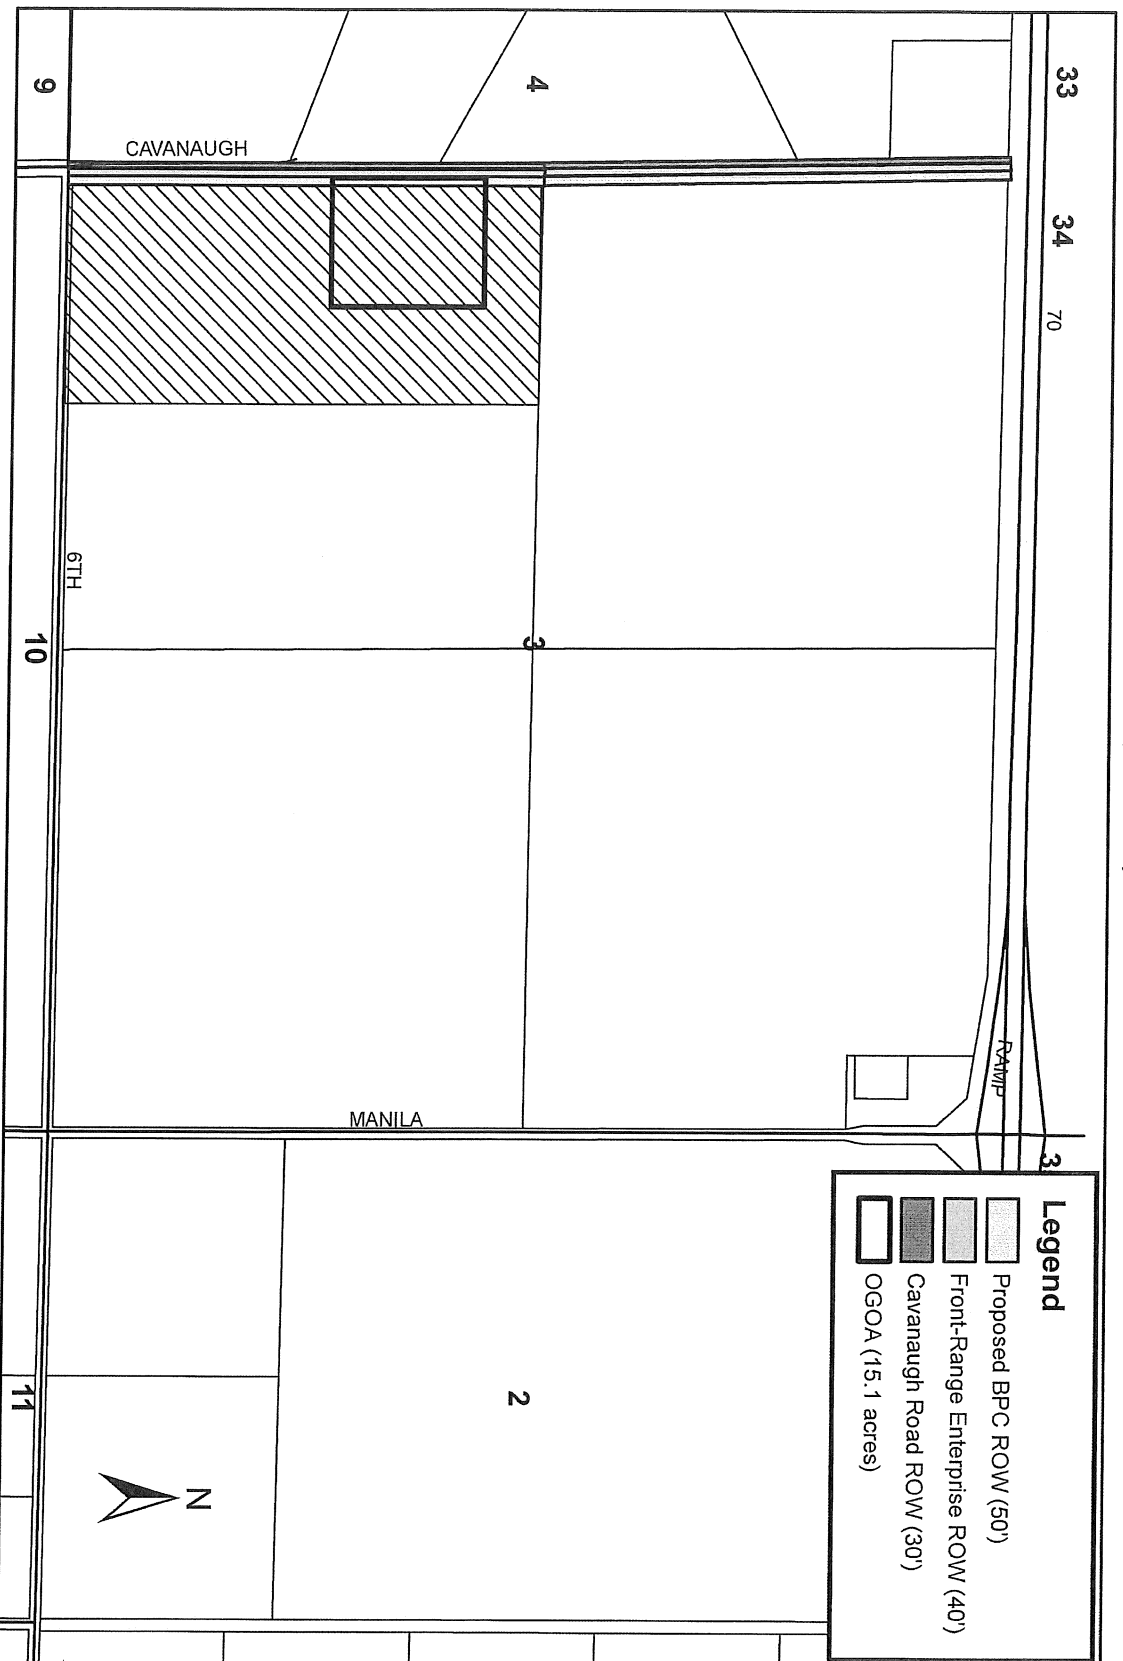 33
34
70
4
9
CAVANAUGH
6TH
10
3
RAMP
MANILA
3
2
11
N
Legend
Proposed BPC ROW (50')
Front-Range Enterprise ROW (40')
Cavanaugh Road ROW (30')
OGOA (15.1 acres)